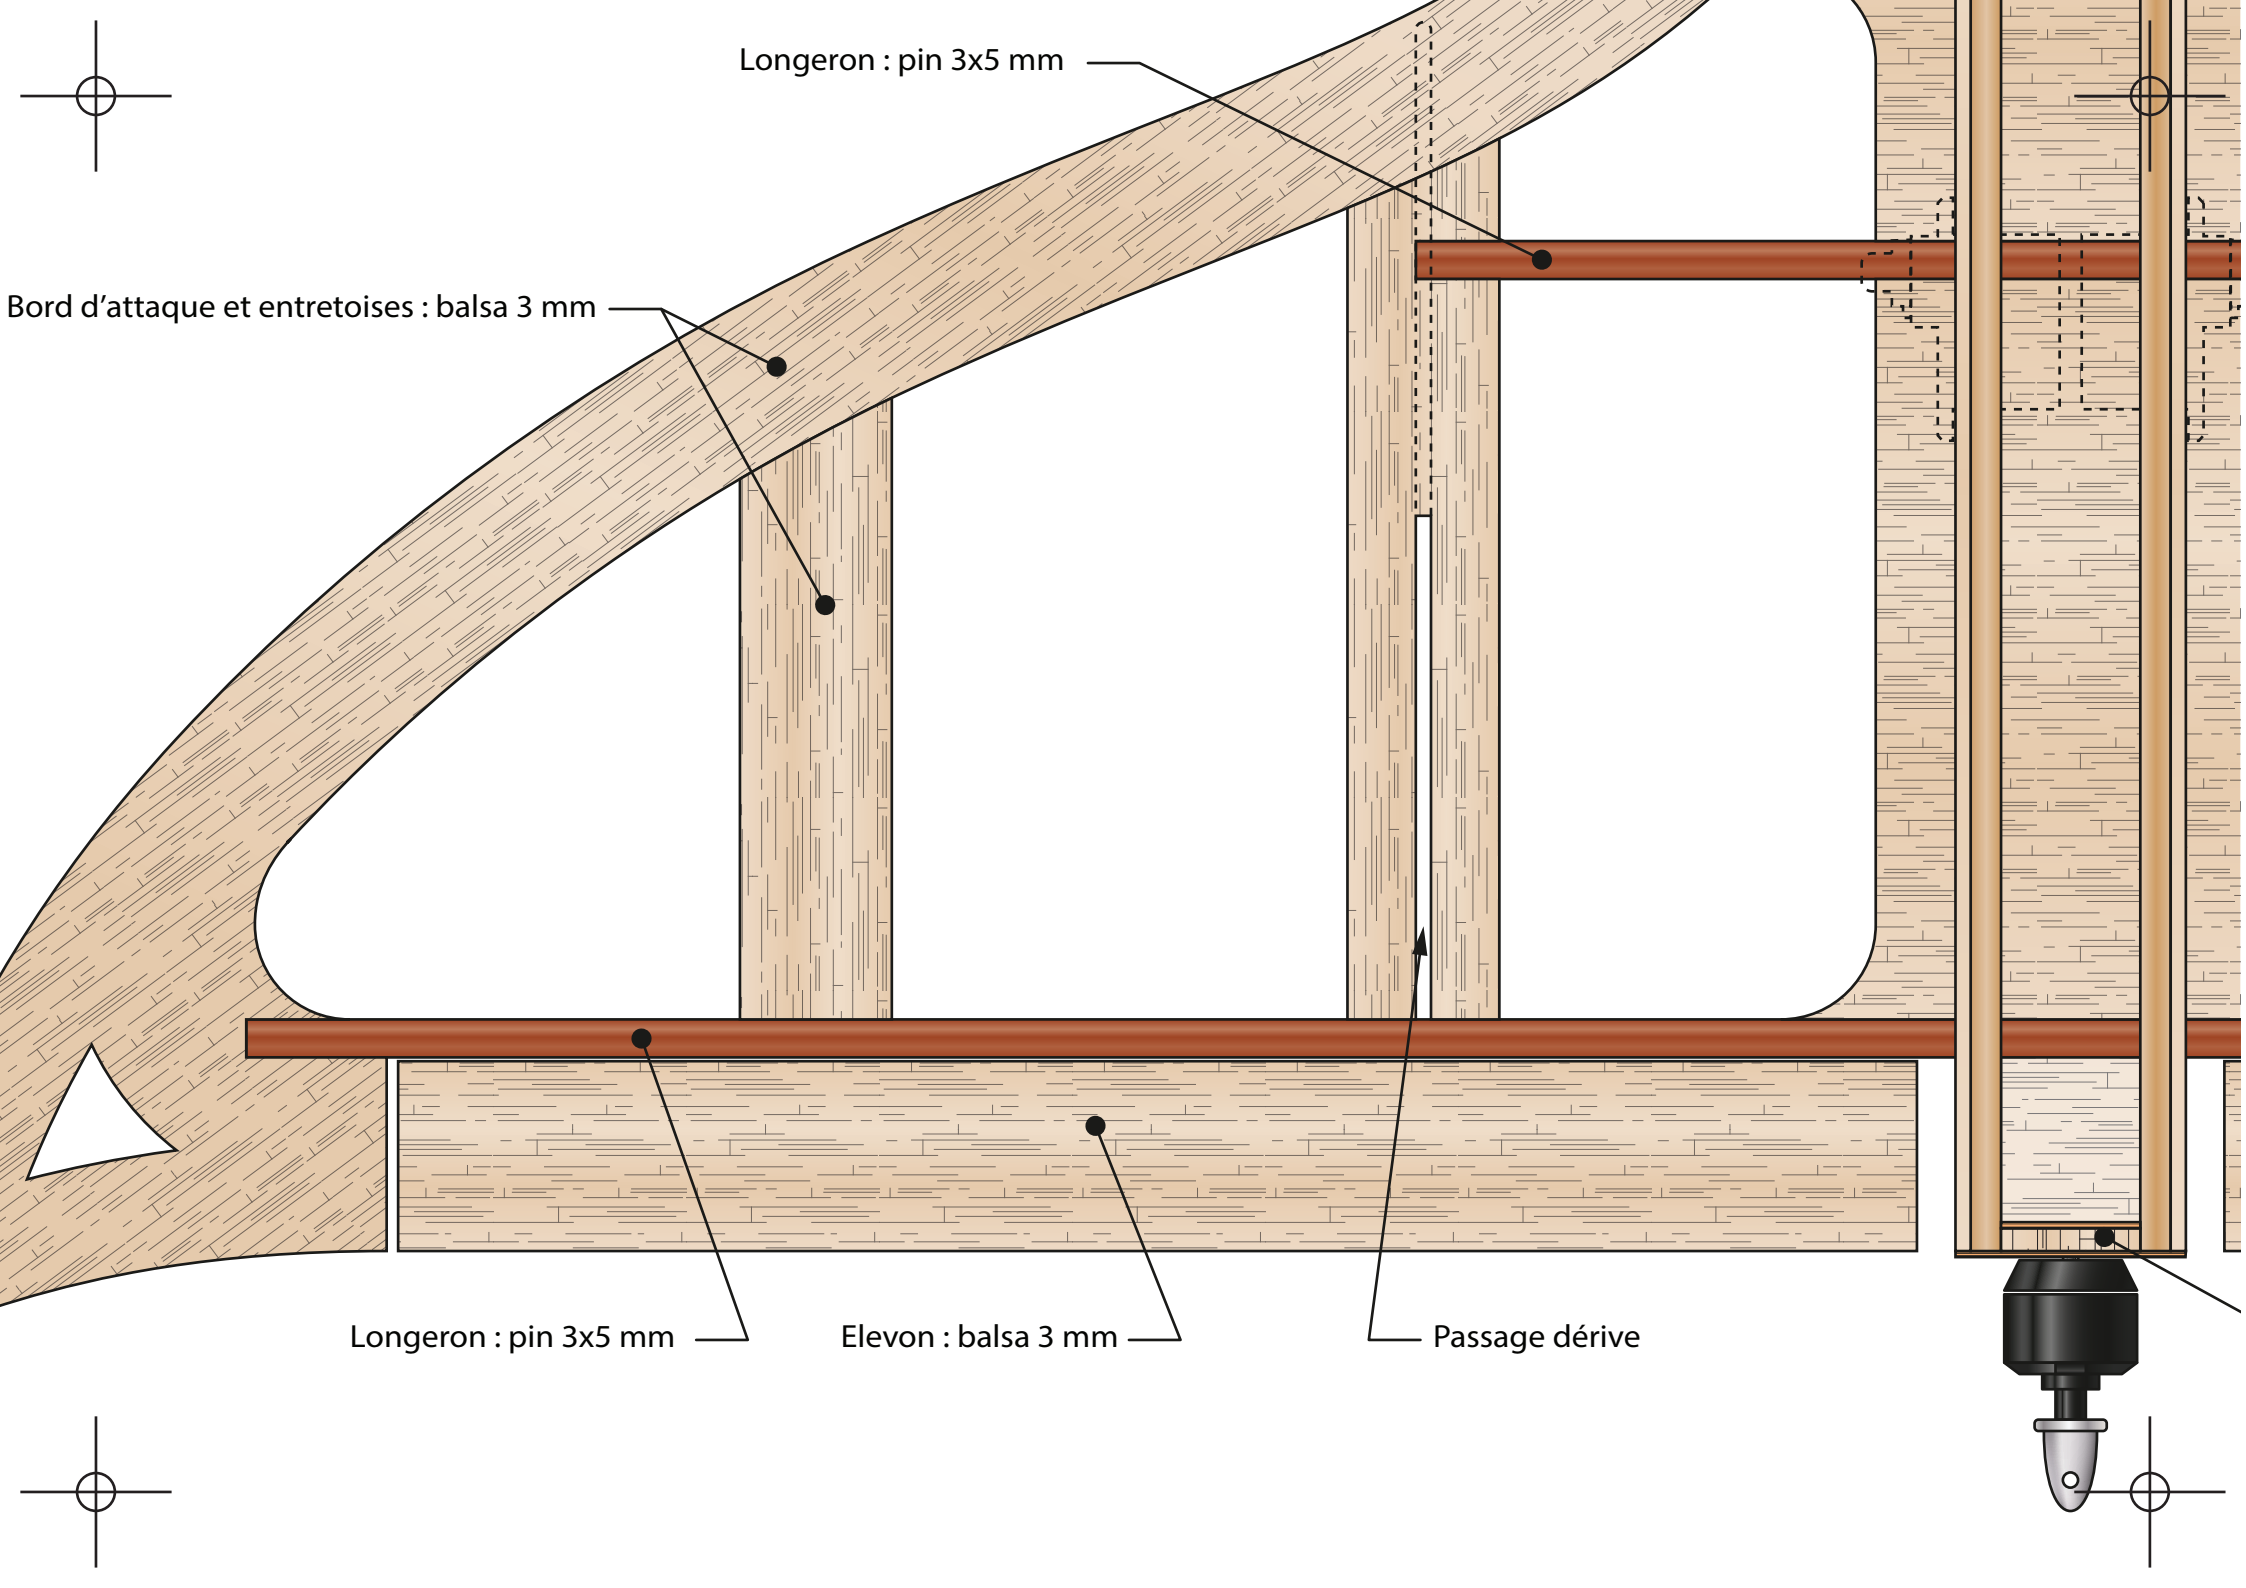 Longeron : pin 3x5 mm
Bord d’attaque et entretoises : balsa 3 mm
Longeron : pin 3x5 mm
Elevon : balsa 3 mm
Passage dérive